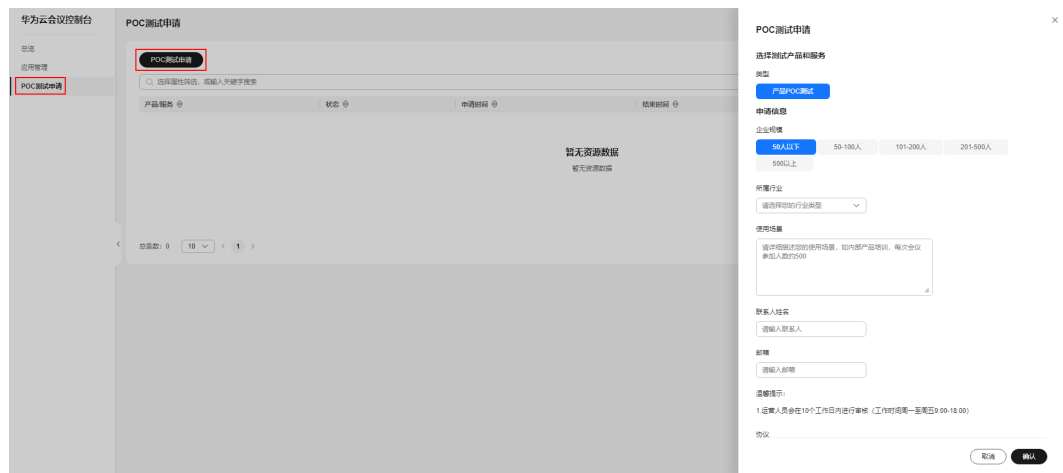 华为云会议控制台
总览
应用管理
POC测试申请
POC测试申请
POC测试申请
选择属性筛选，或输入关键字搜索
产品/服务
状态
申请时间
结束时间
暂无资源数据
暂无资源数据
总条数：0
10
1
POC测试申请
选择测试产品和服务
类型
产品POC测试
申请信息
企业规模
50人以下
50-100人
101-200人
201-500人
500以上
所属行业
请选择您的行业类型
使用场景
请详细描述您的使用场景，如内部产品培训，每次会议
参加人数约500
联系人姓名
请输入联系人
邮箱
请输入邮箱
温馨提示：
1.运营人员会在10个工作日内进行审核（工作时间周一至周五9:00-18:00）
协议
取消
确认